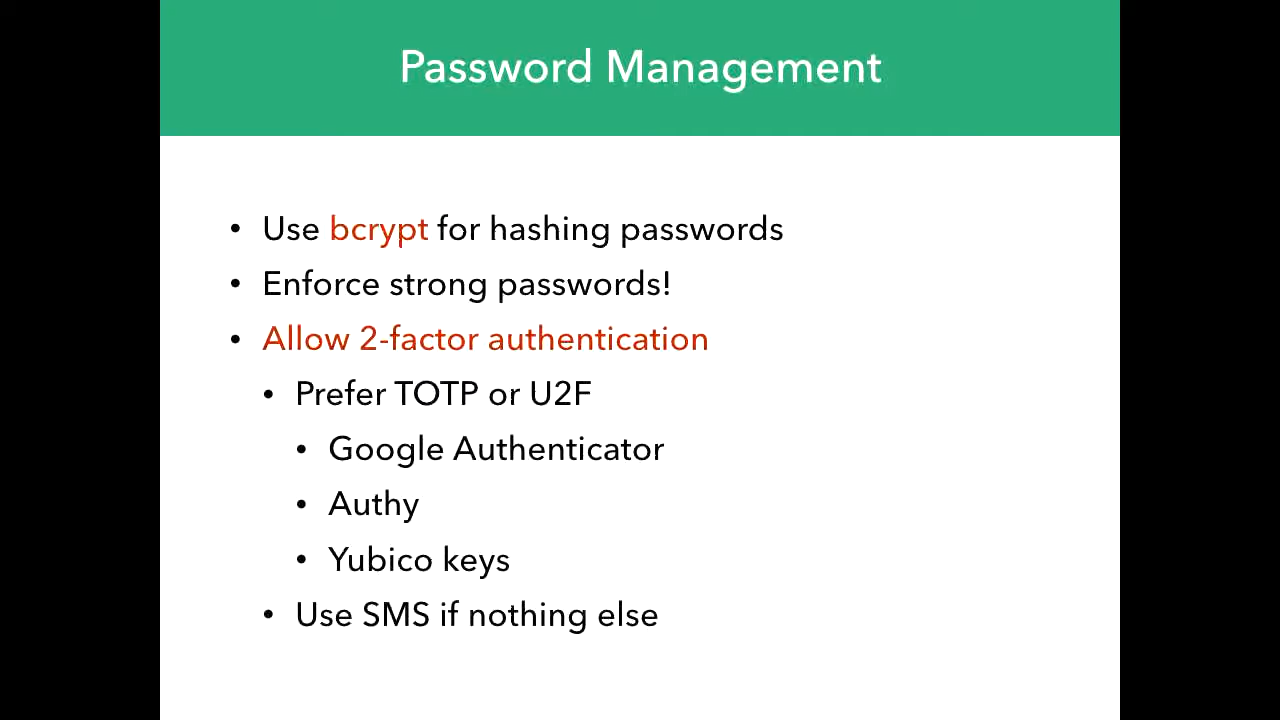 Password Management
• Use bcrypt for hashing passwords
• Enforce strong passwords!
• Allow 2-factor authentication
• Prefer TOTP or U2F
• Google Authenticator
• Authy
• Yubico keys
• Use SMS if nothing else